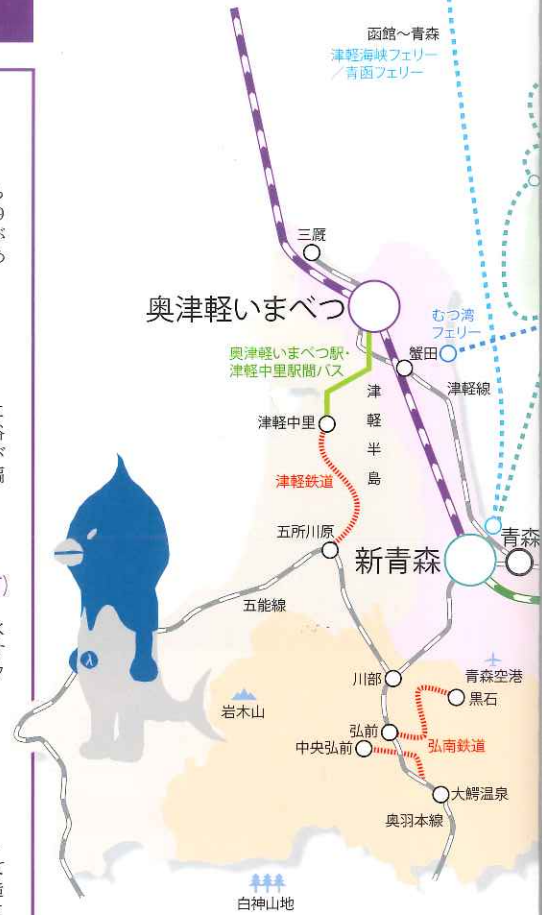 函館～青森
津軽海峡フェリー
／青函フェリー
三厩
奥津軽いまべつ
むつ湾
フェリー
奥津軽いまべつ駅・
津軽中里駅間バス
蟹田
津軽線
津軽半島
津軽中里
津軽鉄道
五所川原
新青森
青森
五能線
λ
川部
青森空港
黒石
岩木山
弘前
中央弘前
弘南鉄道
大鰐温泉
奥羽本線
白神山地